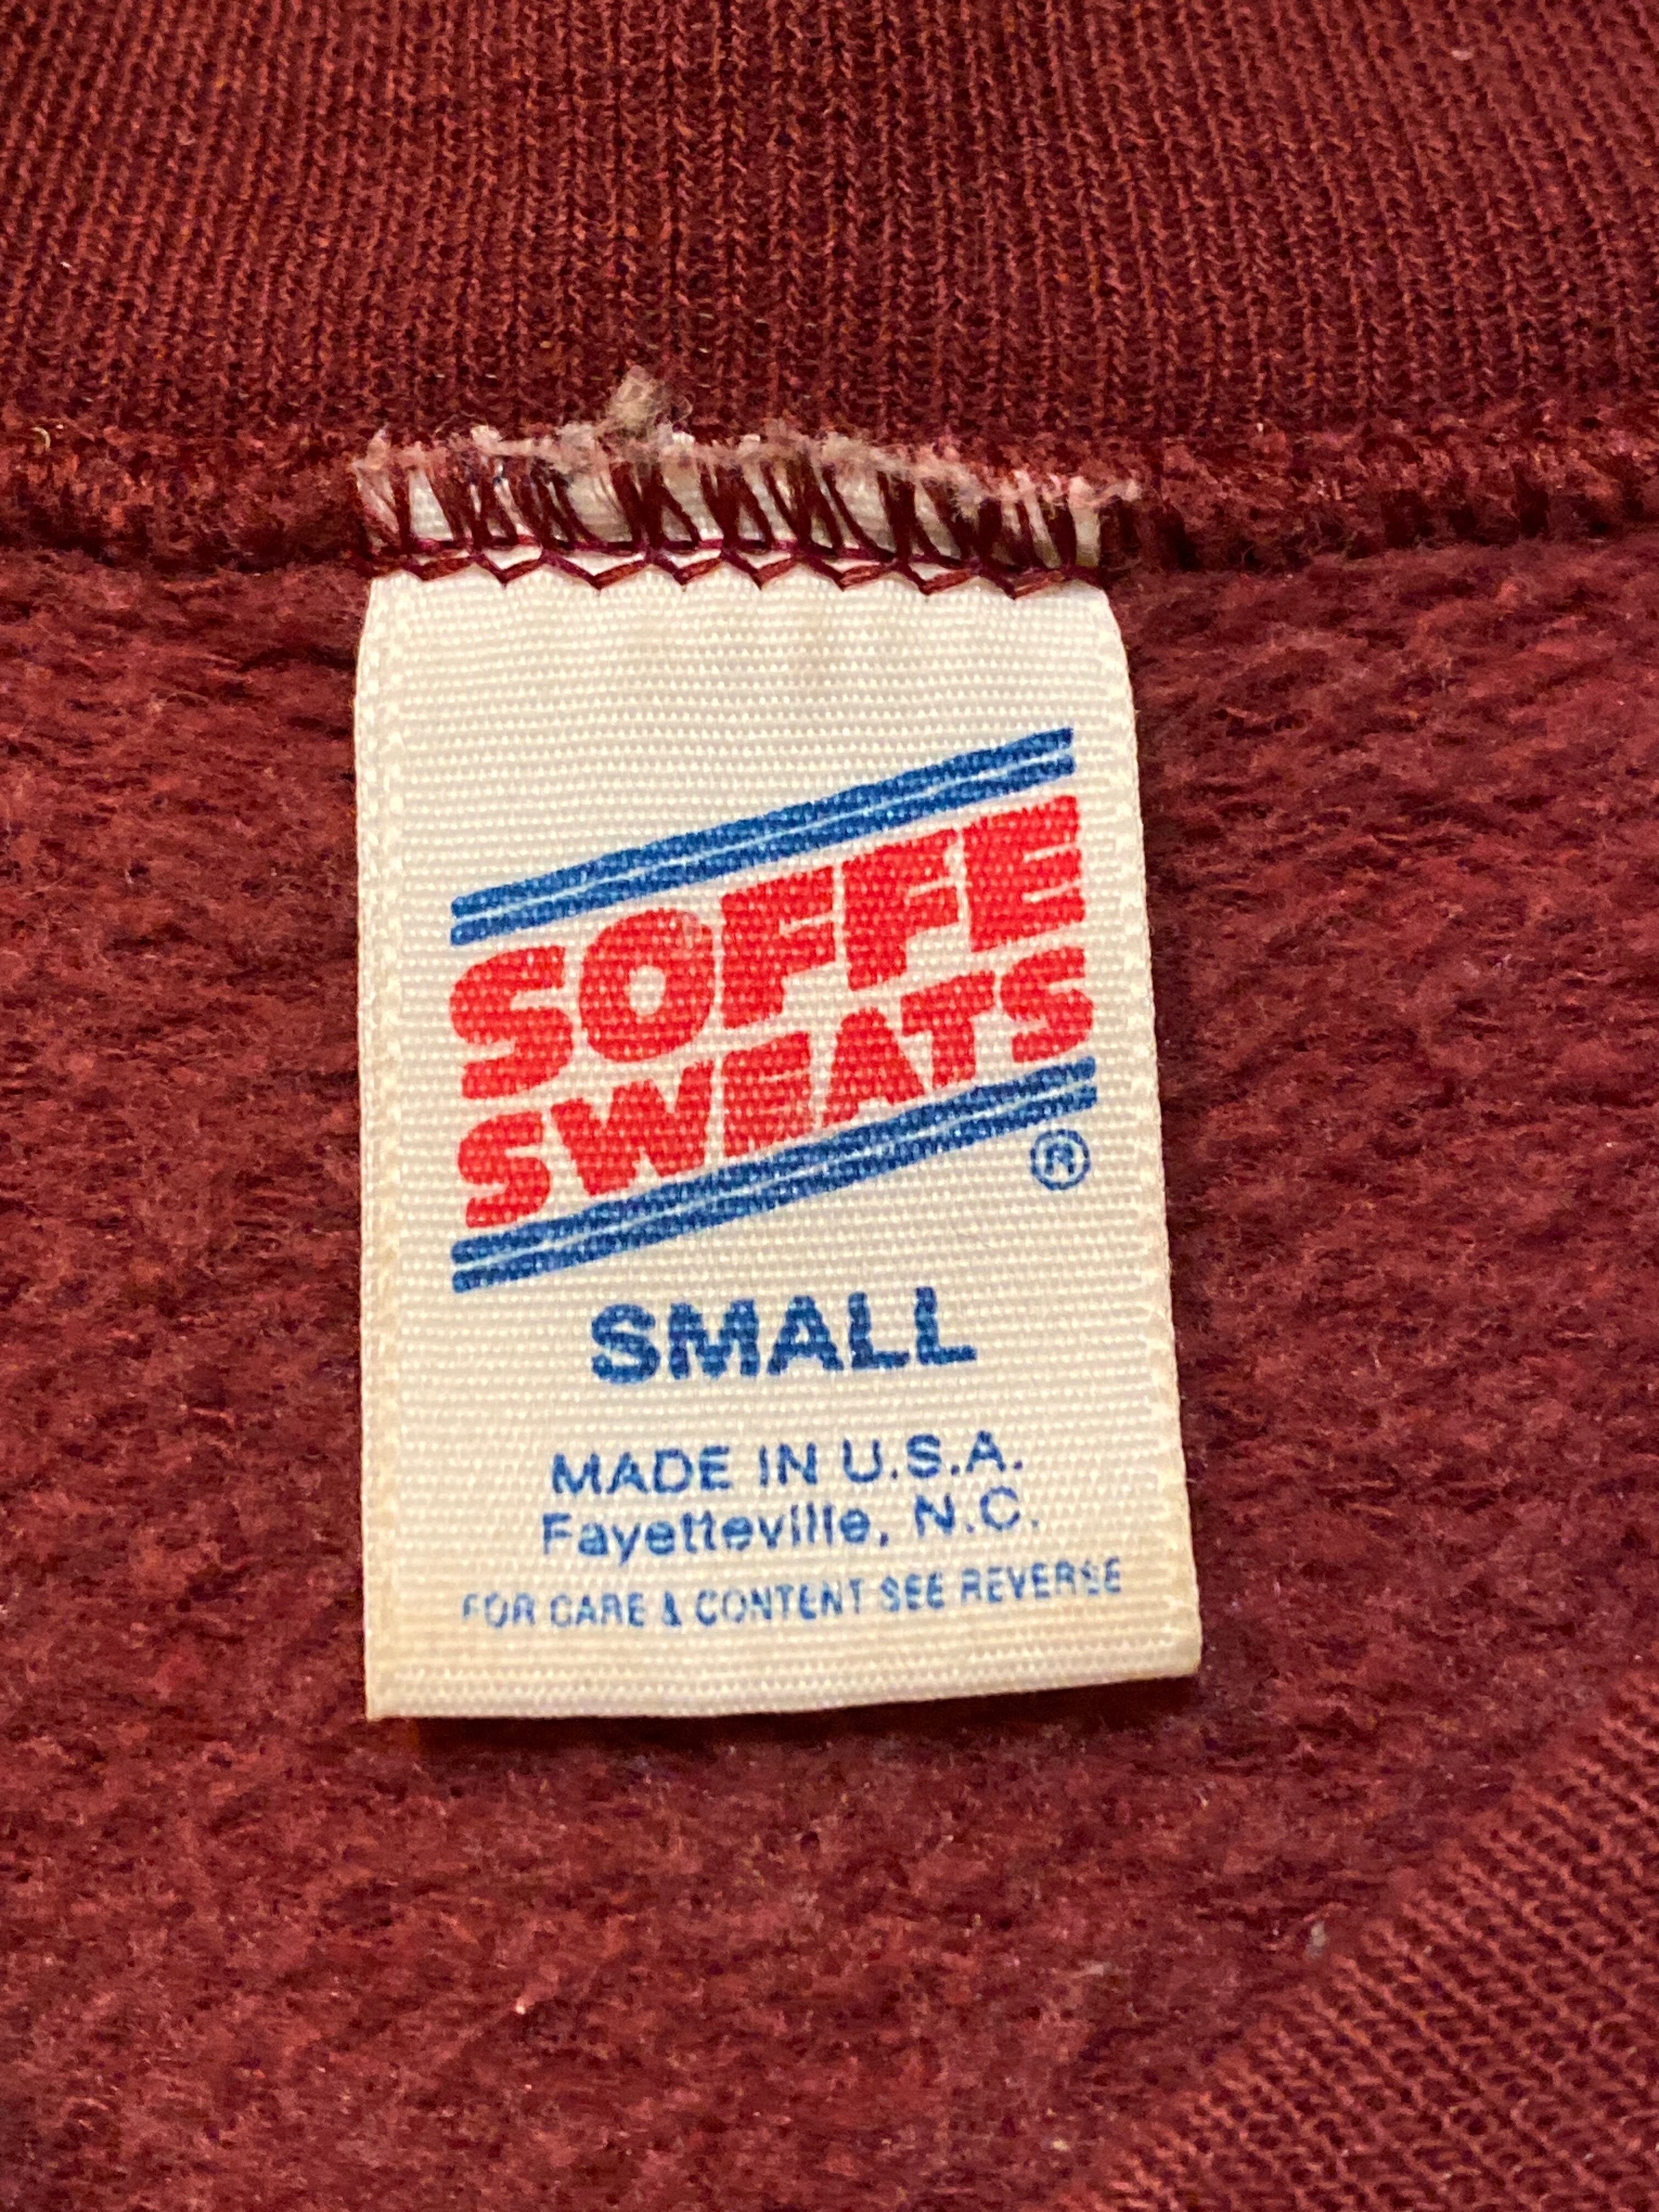 SOFFE
SWEATS
®
SMALL
MADE IN U.S.A.
Fayetteville, N.C.
FOR CARE & CONTENT SEE REVERSE